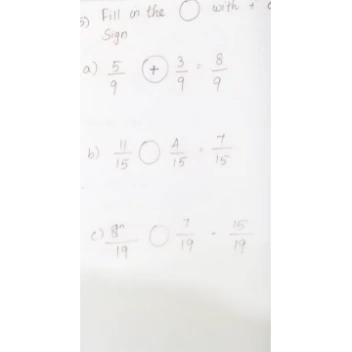 5) Fill in the ◯ with +
Sign
a) 5/9 ⊕ 3/9 = 8/9
b) 11/15 ◯ 4/15 = 7/15
c) 8/19 ◯ 7/19 = 15/19